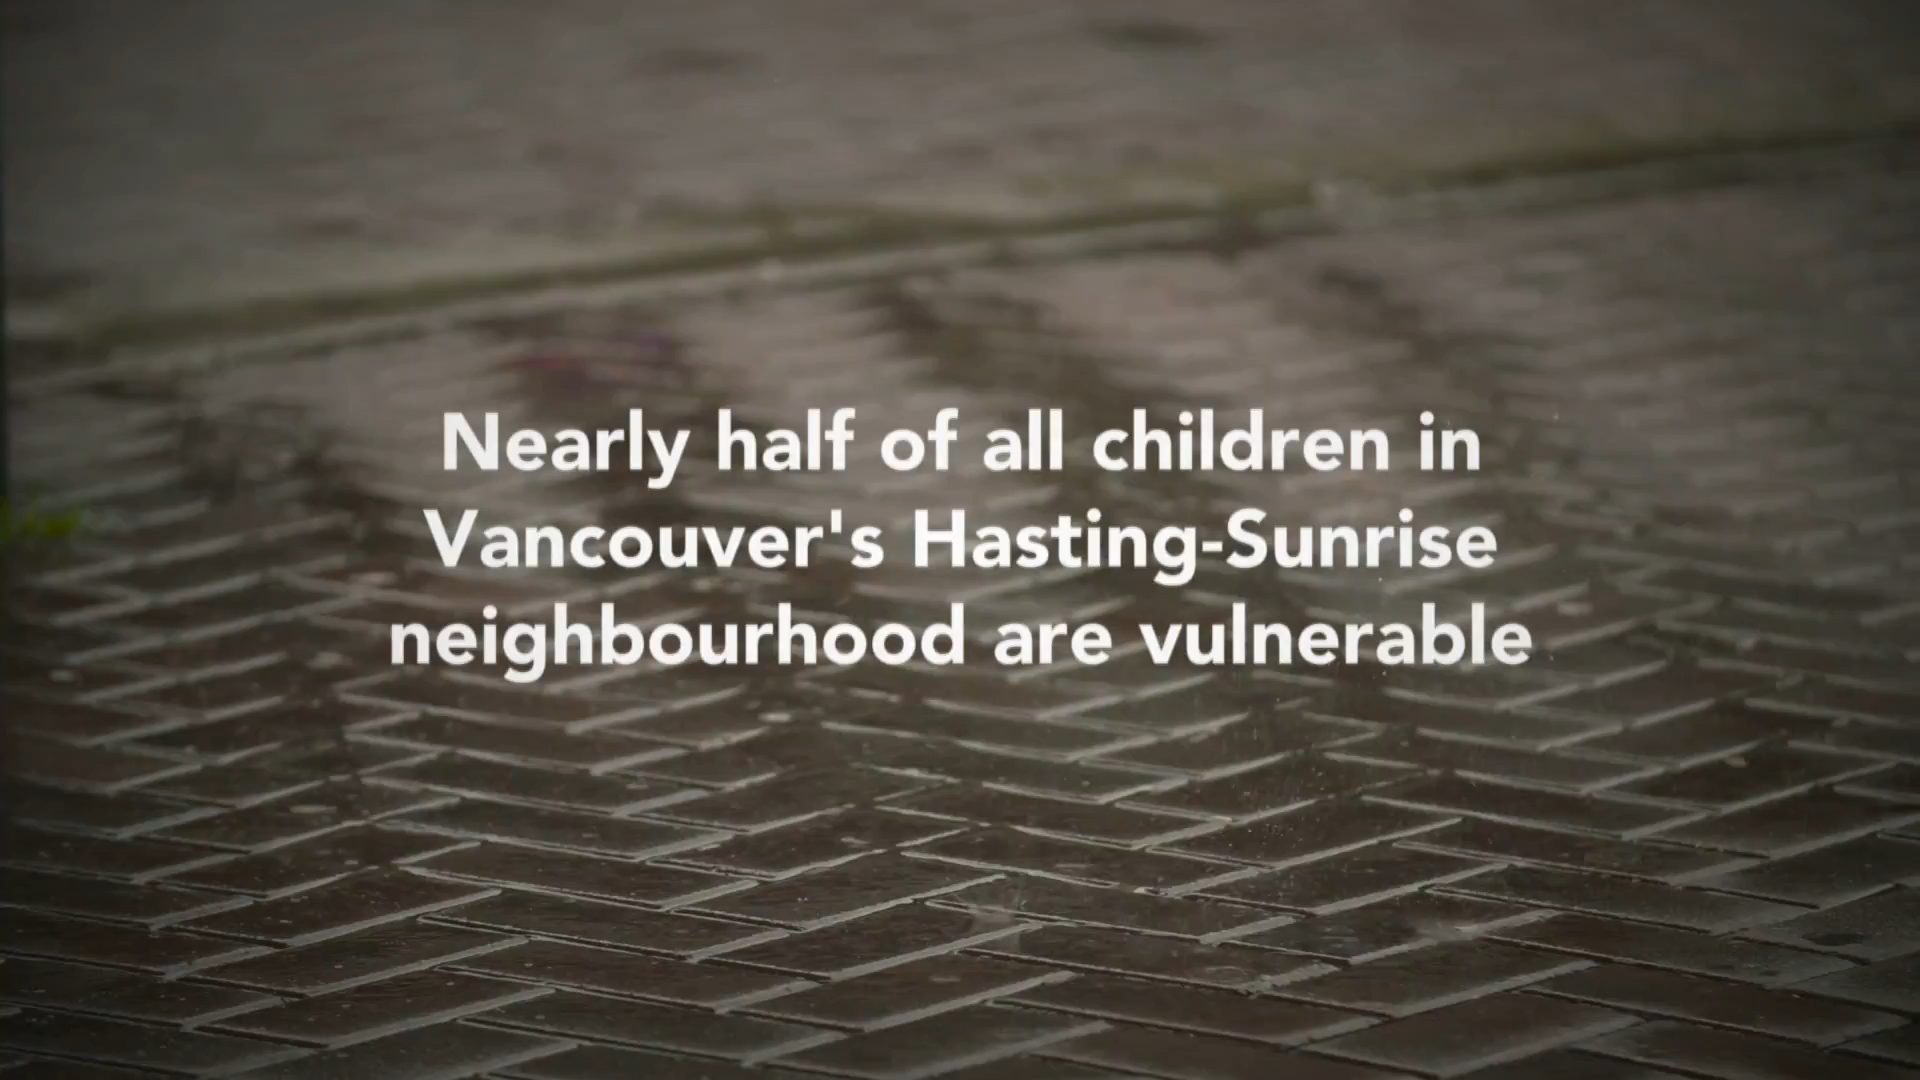 Nearly half of all children in
Vancouver's Hasting-Sunrise
neighbourhood are vulnerable